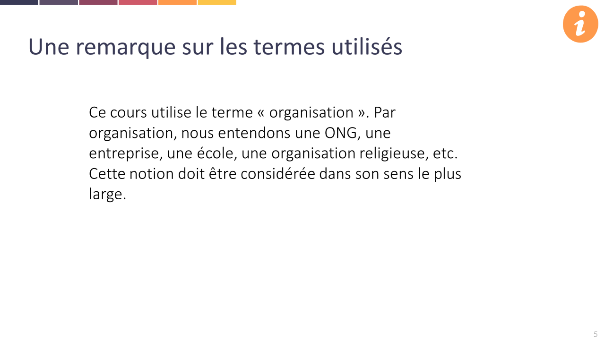 Une remarque sur les termes utilisés
i
Ce cours utilise le terme « organisation ». Par
organisation, nous entendons une ONG, une
entreprise, une école, une organisation religieuse, etc.
Cette notion doit être considérée dans son sens le plus
large.
5